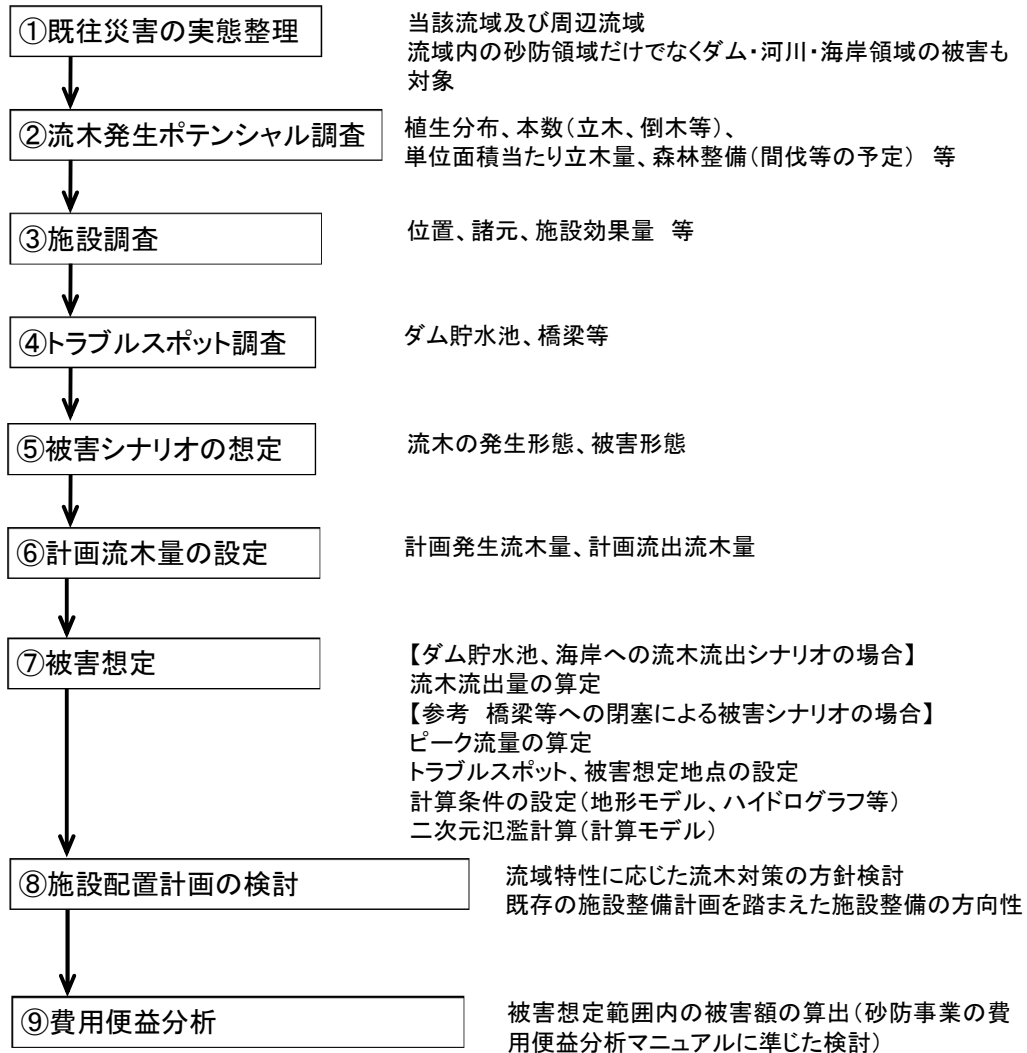 ①既往災害の実態整理
当該流域及び周辺流域
流域内の砂防領域だけでなくダム・河川・海岸領域の被害も
対象
②流木発生ポテンシャル調査
植生分布、本数（立木、倒木等）、
単位面積当たり立木量、森林整備（間伐等の予定）　等
③施設調査
位置、諸元、施設効果量　等
④トラブルスポット調査
ダム貯水池、橋梁等
⑤被害シナリオの想定
流木の発生形態、被害形態
⑥計画流木量の設定
計画発生流木量、計画流出流木量
⑦被害想定
【ダム貯水池、海岸への流木流出シナリオの場合】
流木流出量の算定
【参考　橋梁等への閉塞による被害シナリオの場合】
ピーク流量の算定
トラブルスポット、被害想定地点の設定
計算条件の設定（地形モデル、ハイドログラフ等）
二次元氾濫計算（計算モデル）
⑧施設配置計画の検討
流域特性に応じた流木対策の方針検討
既存の施設整備計画を踏まえた施設整備の方向性
⑨費用便益分析
被害想定範囲内の被害額の算出（砂防事業の費
用便益分析マニュアルに準じた検討）